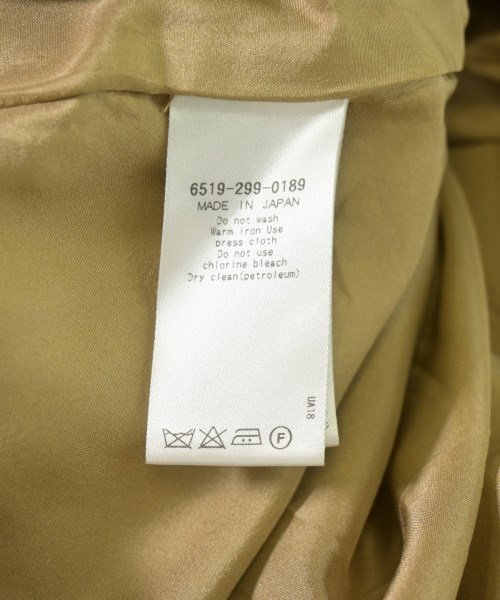 6519-299-0189
MADE IN JAPAN
Do not wash
Warm iron Use
press cloth
Do not use
chlorine bleach
Dry clean(petroleum)
UA18
F